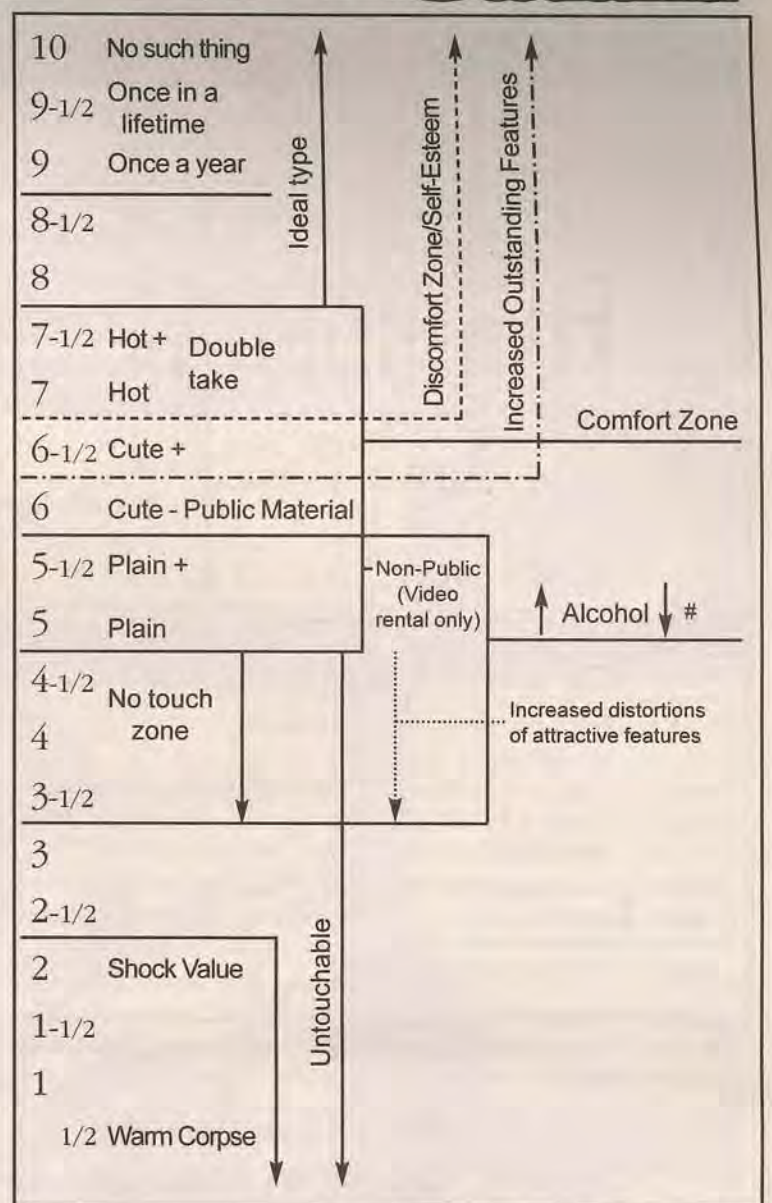 10 No such thing
9-1/2 Once in a
lifetime
9 Once a year
8-1/2
8
Ideal type
Discomfort Zone/Self-Esteem
Increased Outstanding Features
7-1/2 Hot + Double
take
7 Hot
Comfort Zone
6-1/2 Cute +
6 Cute - Public Material
5-1/2 Plain +
Non-Public
(Video
rental only)
5 Plain
Alcohol #
4-1/2
No touch
zone
4
Increased distortions
of attractive features
3-1/2
3
2-1/2
Untouchable
2 Shock Value
1-1/2
1
1/2 Warm Corpse